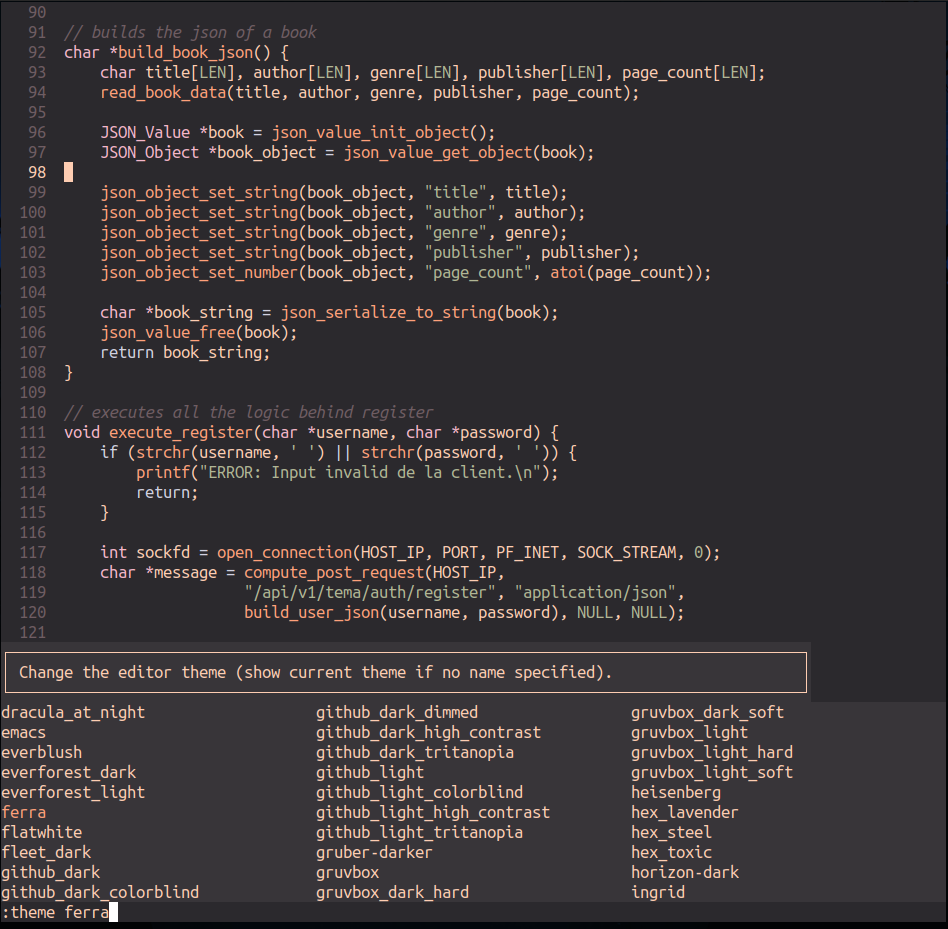 90
91 // builds the json of a book
92 char *build_book_json() {
93     char title[LEN], author[LEN], genre[LEN], publisher[LEN], page_count[LEN];
94     read_book_data(title, author, genre, publisher, page_count);
95
96     JSON_Value *book = json_value_init_object();
97     JSON_Object *book_object = json_value_get_object(book);
98
99     json_object_set_string(book_object, "title", title);
100     json_object_set_string(book_object, "author", author);
101     json_object_set_string(book_object, "genre", genre);
102     json_object_set_string(book_object, "publisher", publisher);
103     json_object_set_number(book_object, "page_count", atoi(page_count));
104
105     char *book_string = json_serialize_to_string(book);
106     json_value_free(book);
107     return book_string;
108 }
109
110 // executes all the logic behind register
111 void execute_register(char *username, char *password) {
112     if (strchr(username, ' ') || strchr(password, ' ')) {
113         printf("ERROR: Input invalid de la client.\n");
114         return;
115     }
116
117     int sockfd = open_connection(HOST_IP, PORT, PF_INET, SOCK_STREAM, 0);
118     char *message = compute_post_request(HOST_IP,
119                     "/api/v1/tema/auth/register", "application/json",
120                     build_user_json(username, password), NULL, NULL);
121
Change the editor theme (show current theme if no name specified).
dracula_at_night github_dark_dimmed gruvbox_dark_soft
emacs github_dark_high_contrast gruvbox_light
everblush github_dark_tritanopia gruvbox_light_hard
everforest_dark github_light gruvbox_light_soft
everforest_light github_light_colorblind heisenberg
ferra github_light_high_contrast hex_lavender
flatwhite github_light_tritanopia hex_steel
fleet_dark gruber-darker hex_toxic
github_dark gruvbox horizon-dark
github_dark_colorblind gruvbox_dark_hard ingrid
:theme ferra